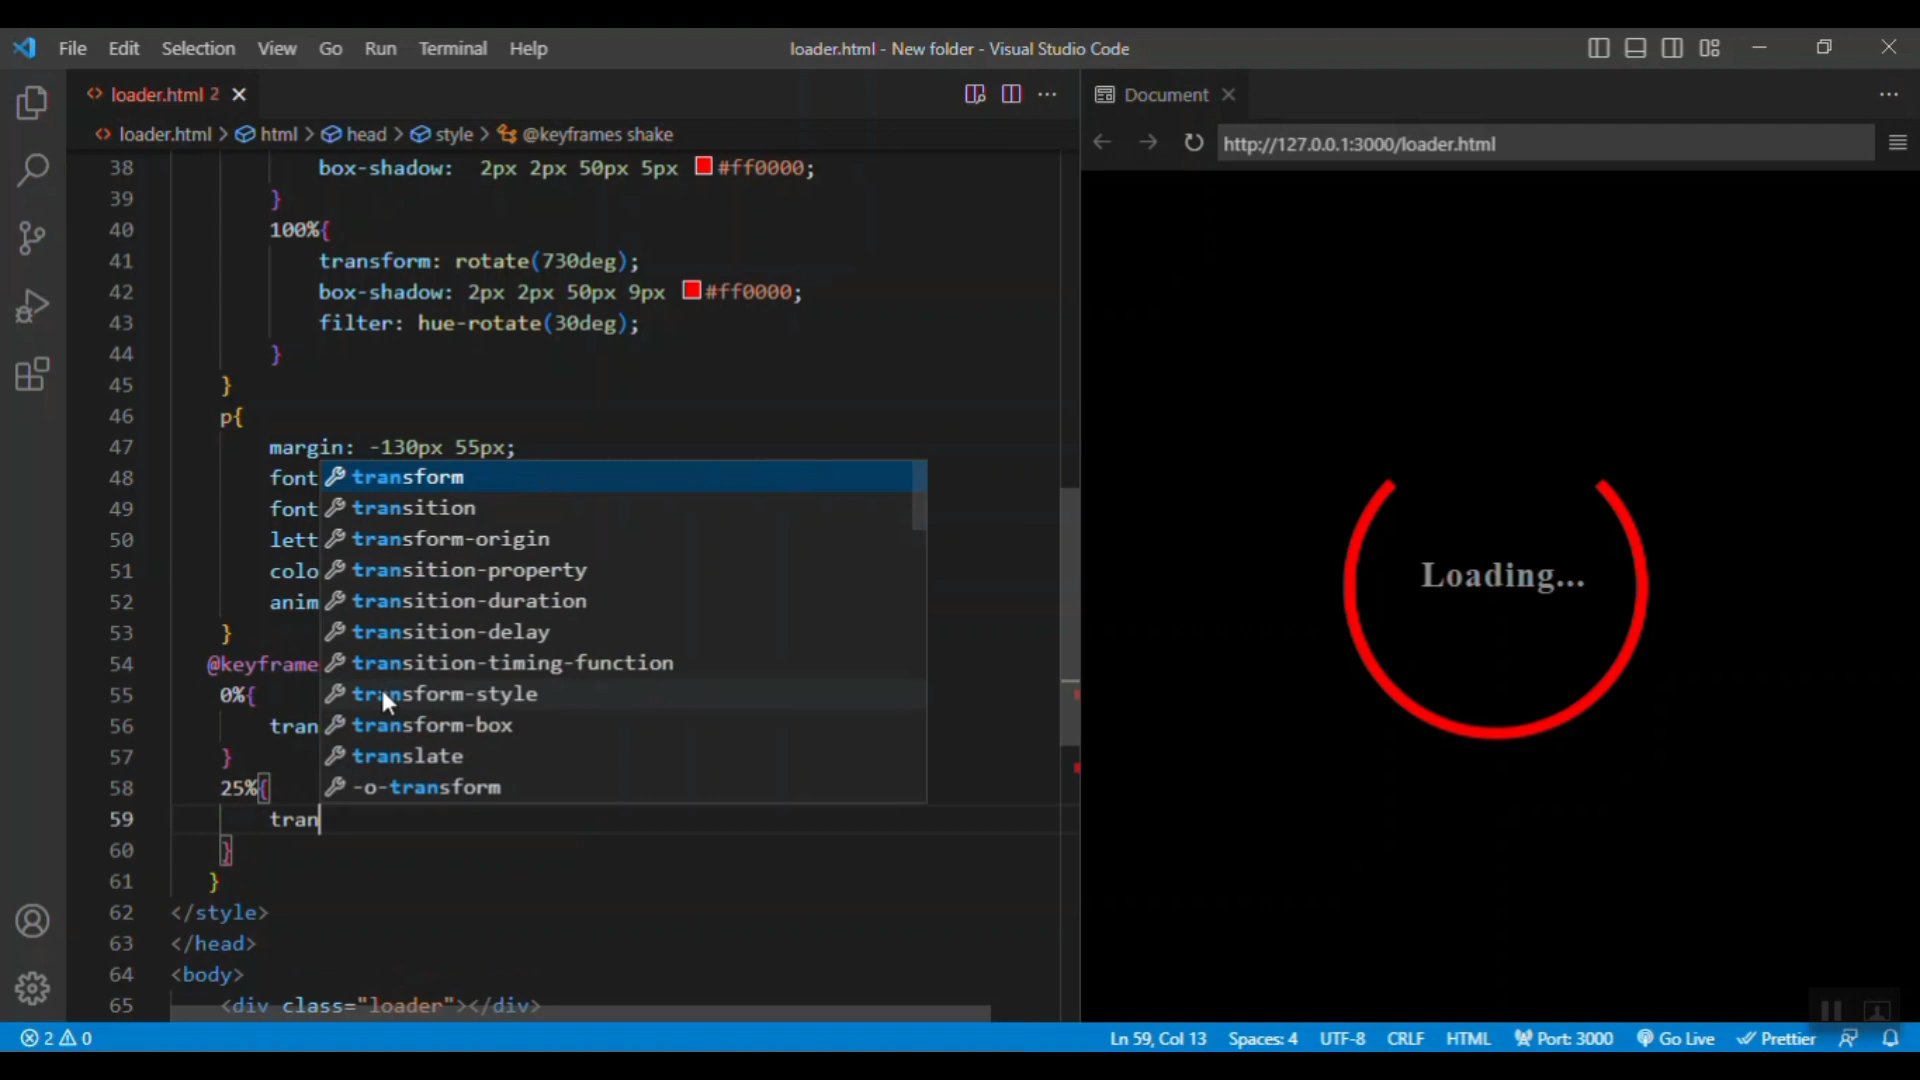 File Edit Selection View Go Run Terminal Help
loader.html - New folder - Visual Studio Code
loader.html 2
Document
loader.html > html > head > style > @keyframes shake
http://127.0.0.1:3000/loader.html
38 box-shadow: 2px 2px 50px 5px #ff0000;
39 }
40 100%{
41 transform: rotate(730deg);
42 box-shadow: 2px 2px 50px 9px #ff0000;
43 filter: hue-rotate(30deg);
44 }
45 }
46 p{
47 margin: -130px 55px;
48 font
49 font
50 lett
51 colo
52 anim
53 }
54 @keyframe
55 0%{
56 tran
57 }
58 25%{
59 tran
60 }
61 }
62 </style>
63 </head>
64 <body>
65 <div class="loader"></div>
transform
transition
transform-origin
transition-property
transition-duration
transition-delay
transition-timing-function
transform-style
transform-box
translate
-o-transform
Loading...
2 0
Ln 59, Col 13 Spaces: 4 UTF-8 CRLF HTML Port: 3000 Go Live Prettier